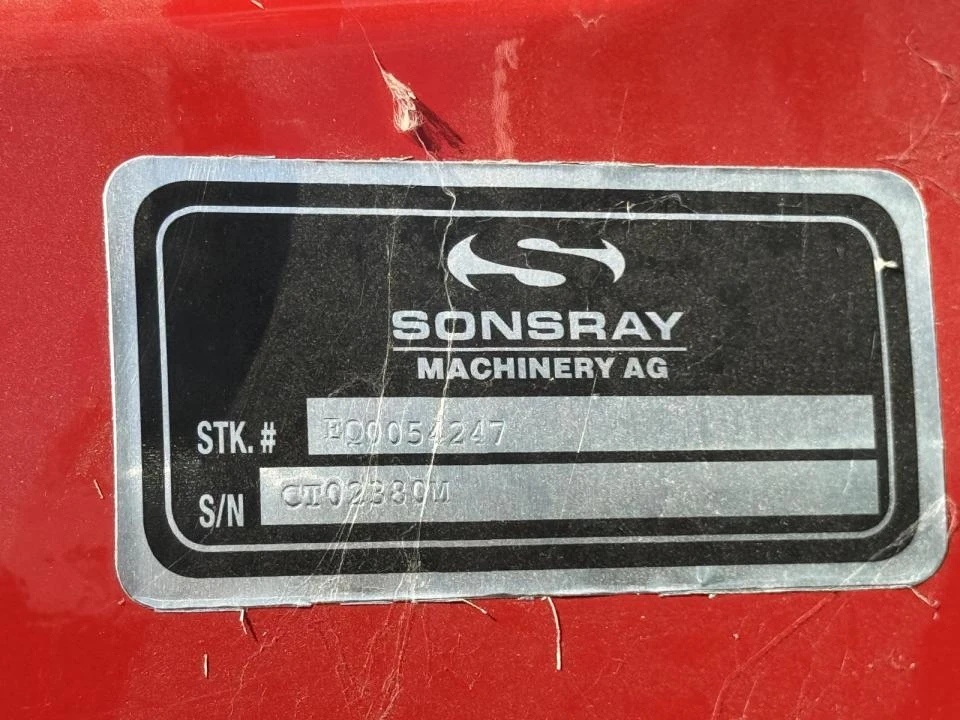 SONSRAY
MACHINERY AG
STK. # EQ0054247
S/N CT02380M